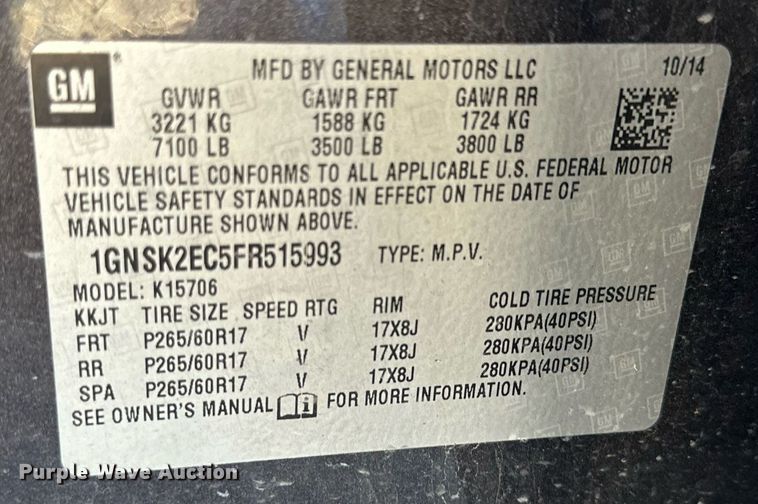 GM
MFD BY GENERAL MOTORS LLC 10/14
GVWR GAWR FRT GAWR RR
3221 KG 1588 KG 1724 KG
7100 LB 3500 LB 3800 LB
THIS VEHICLE CONFORMS TO ALL APPLICABLE U.S. FEDERAL MOTOR
VEHICLE SAFETY STANDARDS IN EFFECT ON THE DATE OF
MANUFACTURE SHOWN ABOVE.
1GNSK2EC5FR515993 TYPE: M.P.V.
MODEL: K15706
KKJT TIRE SIZE SPEED RTG RIM COLD TIRE PRESSURE
FRT P265/60R17 V 17X8J 280KPA(40PSI)
RR P265/60R17 V 17X8J 280KPA(40PSI)
SPA P265/60R17 V 17X8J 280KPA(40PSI)
SEE OWNER'S MANUAL FOR MORE INFORMATION.
Purple Wave Auction